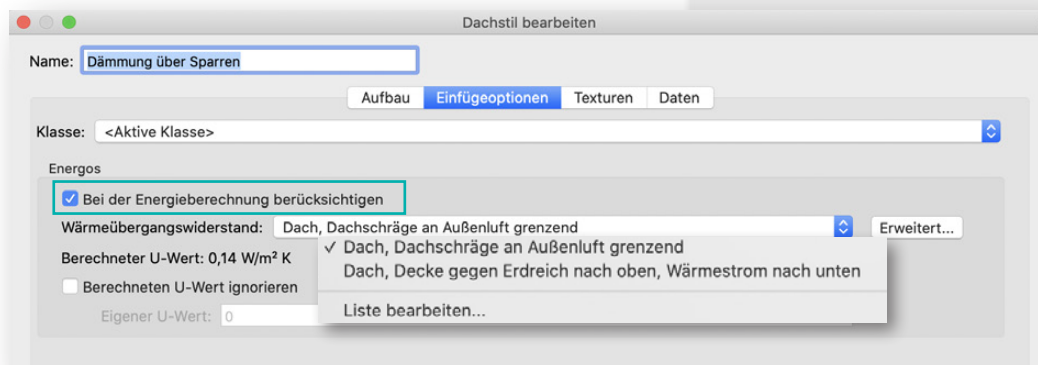 Dachstil bearbeiten
Name: Dämmung über Sparren
Aufbau Einfügeoptionen Texturen Daten
Klasse: <Aktive Klasse>
Energos
Bei der Energieberechnung berücksichtigen
Wärmeübergangswiderstand: Dach, Dachschräge an Außenluft grenzend Erweitert...
✓ Dach, Dachschräge an Außenluft grenzend
Berechneter U-Wert: 0,14 W/m² K
Dach, Decke gegen Erdreich nach oben, Wärmestrom nach unten
Berechneten U-Wert ignorieren
Liste bearbeiten...
Eigener U-Wert: 0